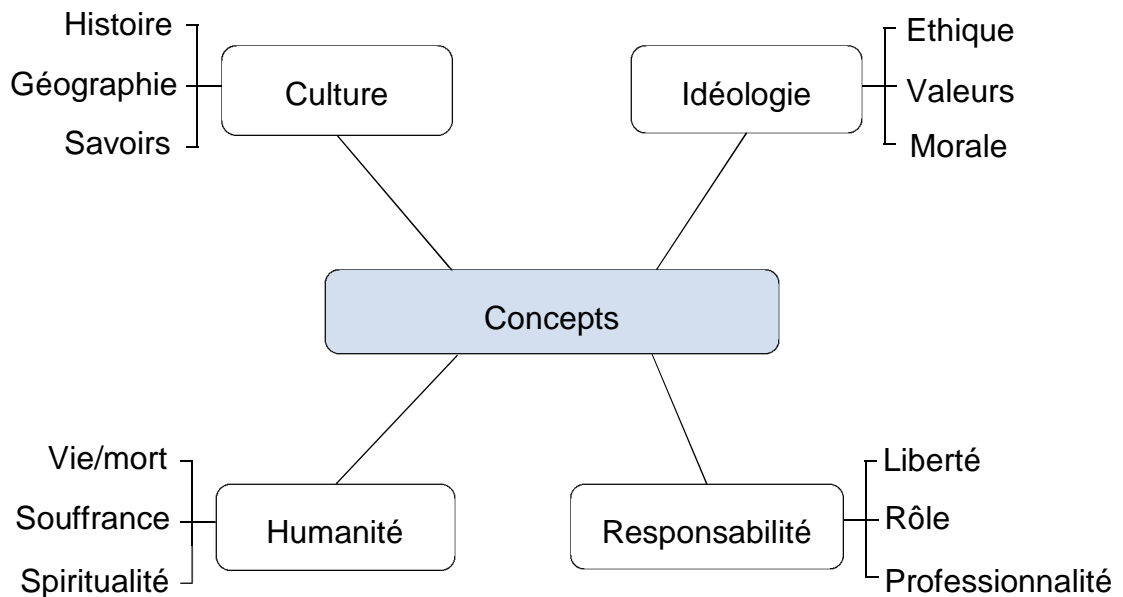 Histoire
Géographie
Savoirs
Culture
Idéologie
Ethique
Valeurs
Morale
Concepts
Vie/mort
Souffrance
Spiritualité
Humanité
Responsabilité
Liberté
Rôle
Professionnalité